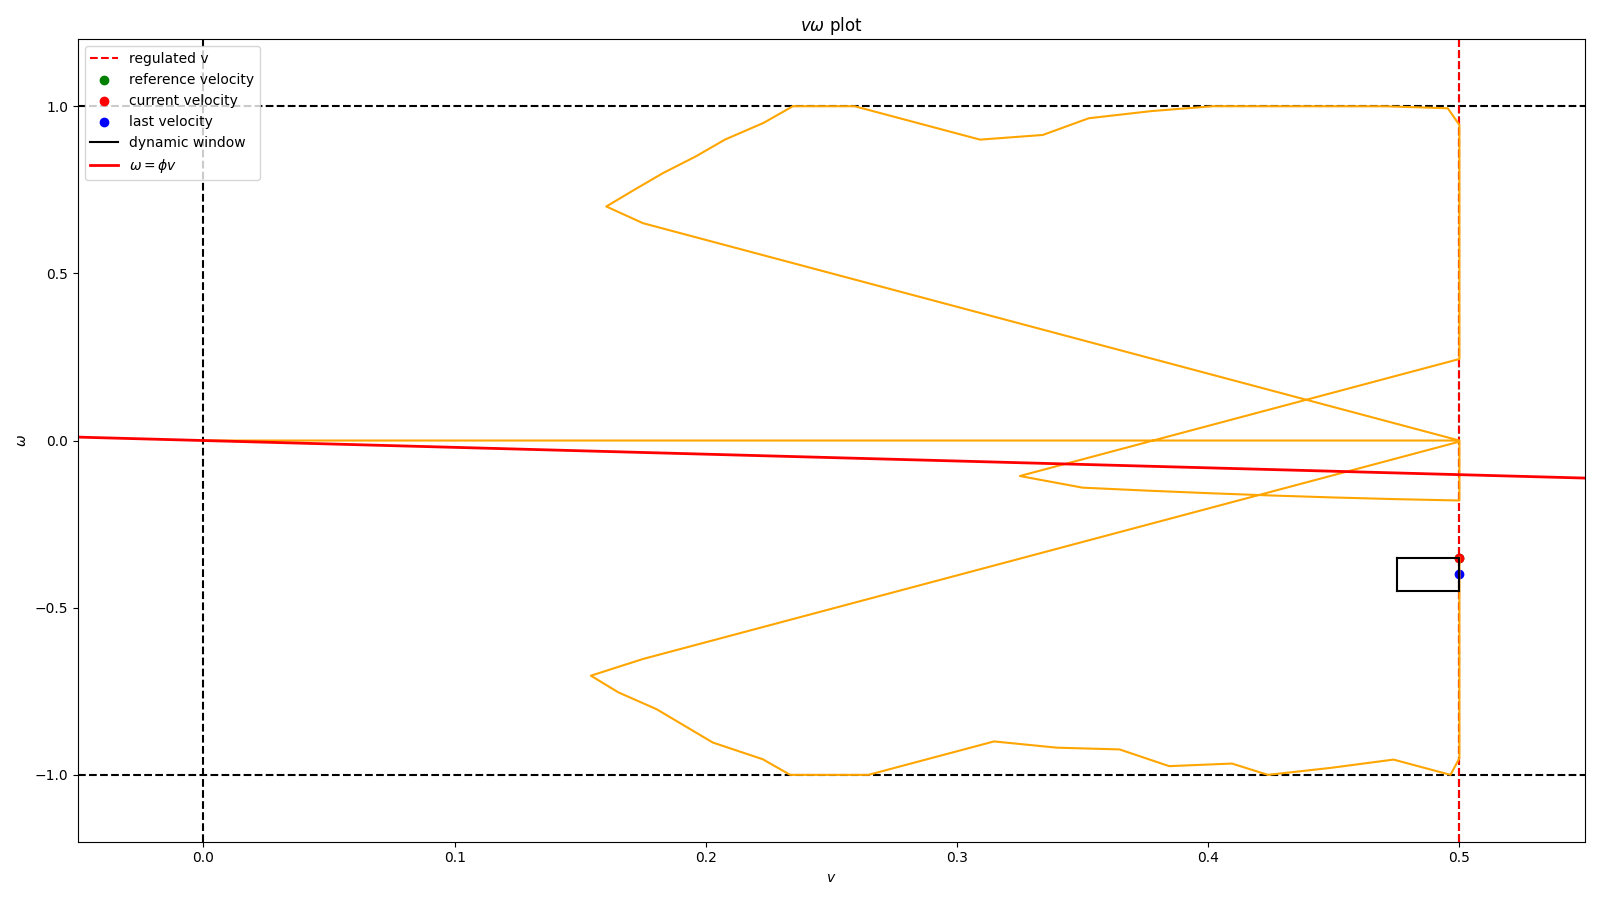 vω plot
regulated v
reference velocity
current velocity
last velocity
dynamic window
ω = ϕv
1.0
0.5
0.0
−0.5
−1.0
ω
0.0 0.1 0.2 0.3 0.4 0.5
v